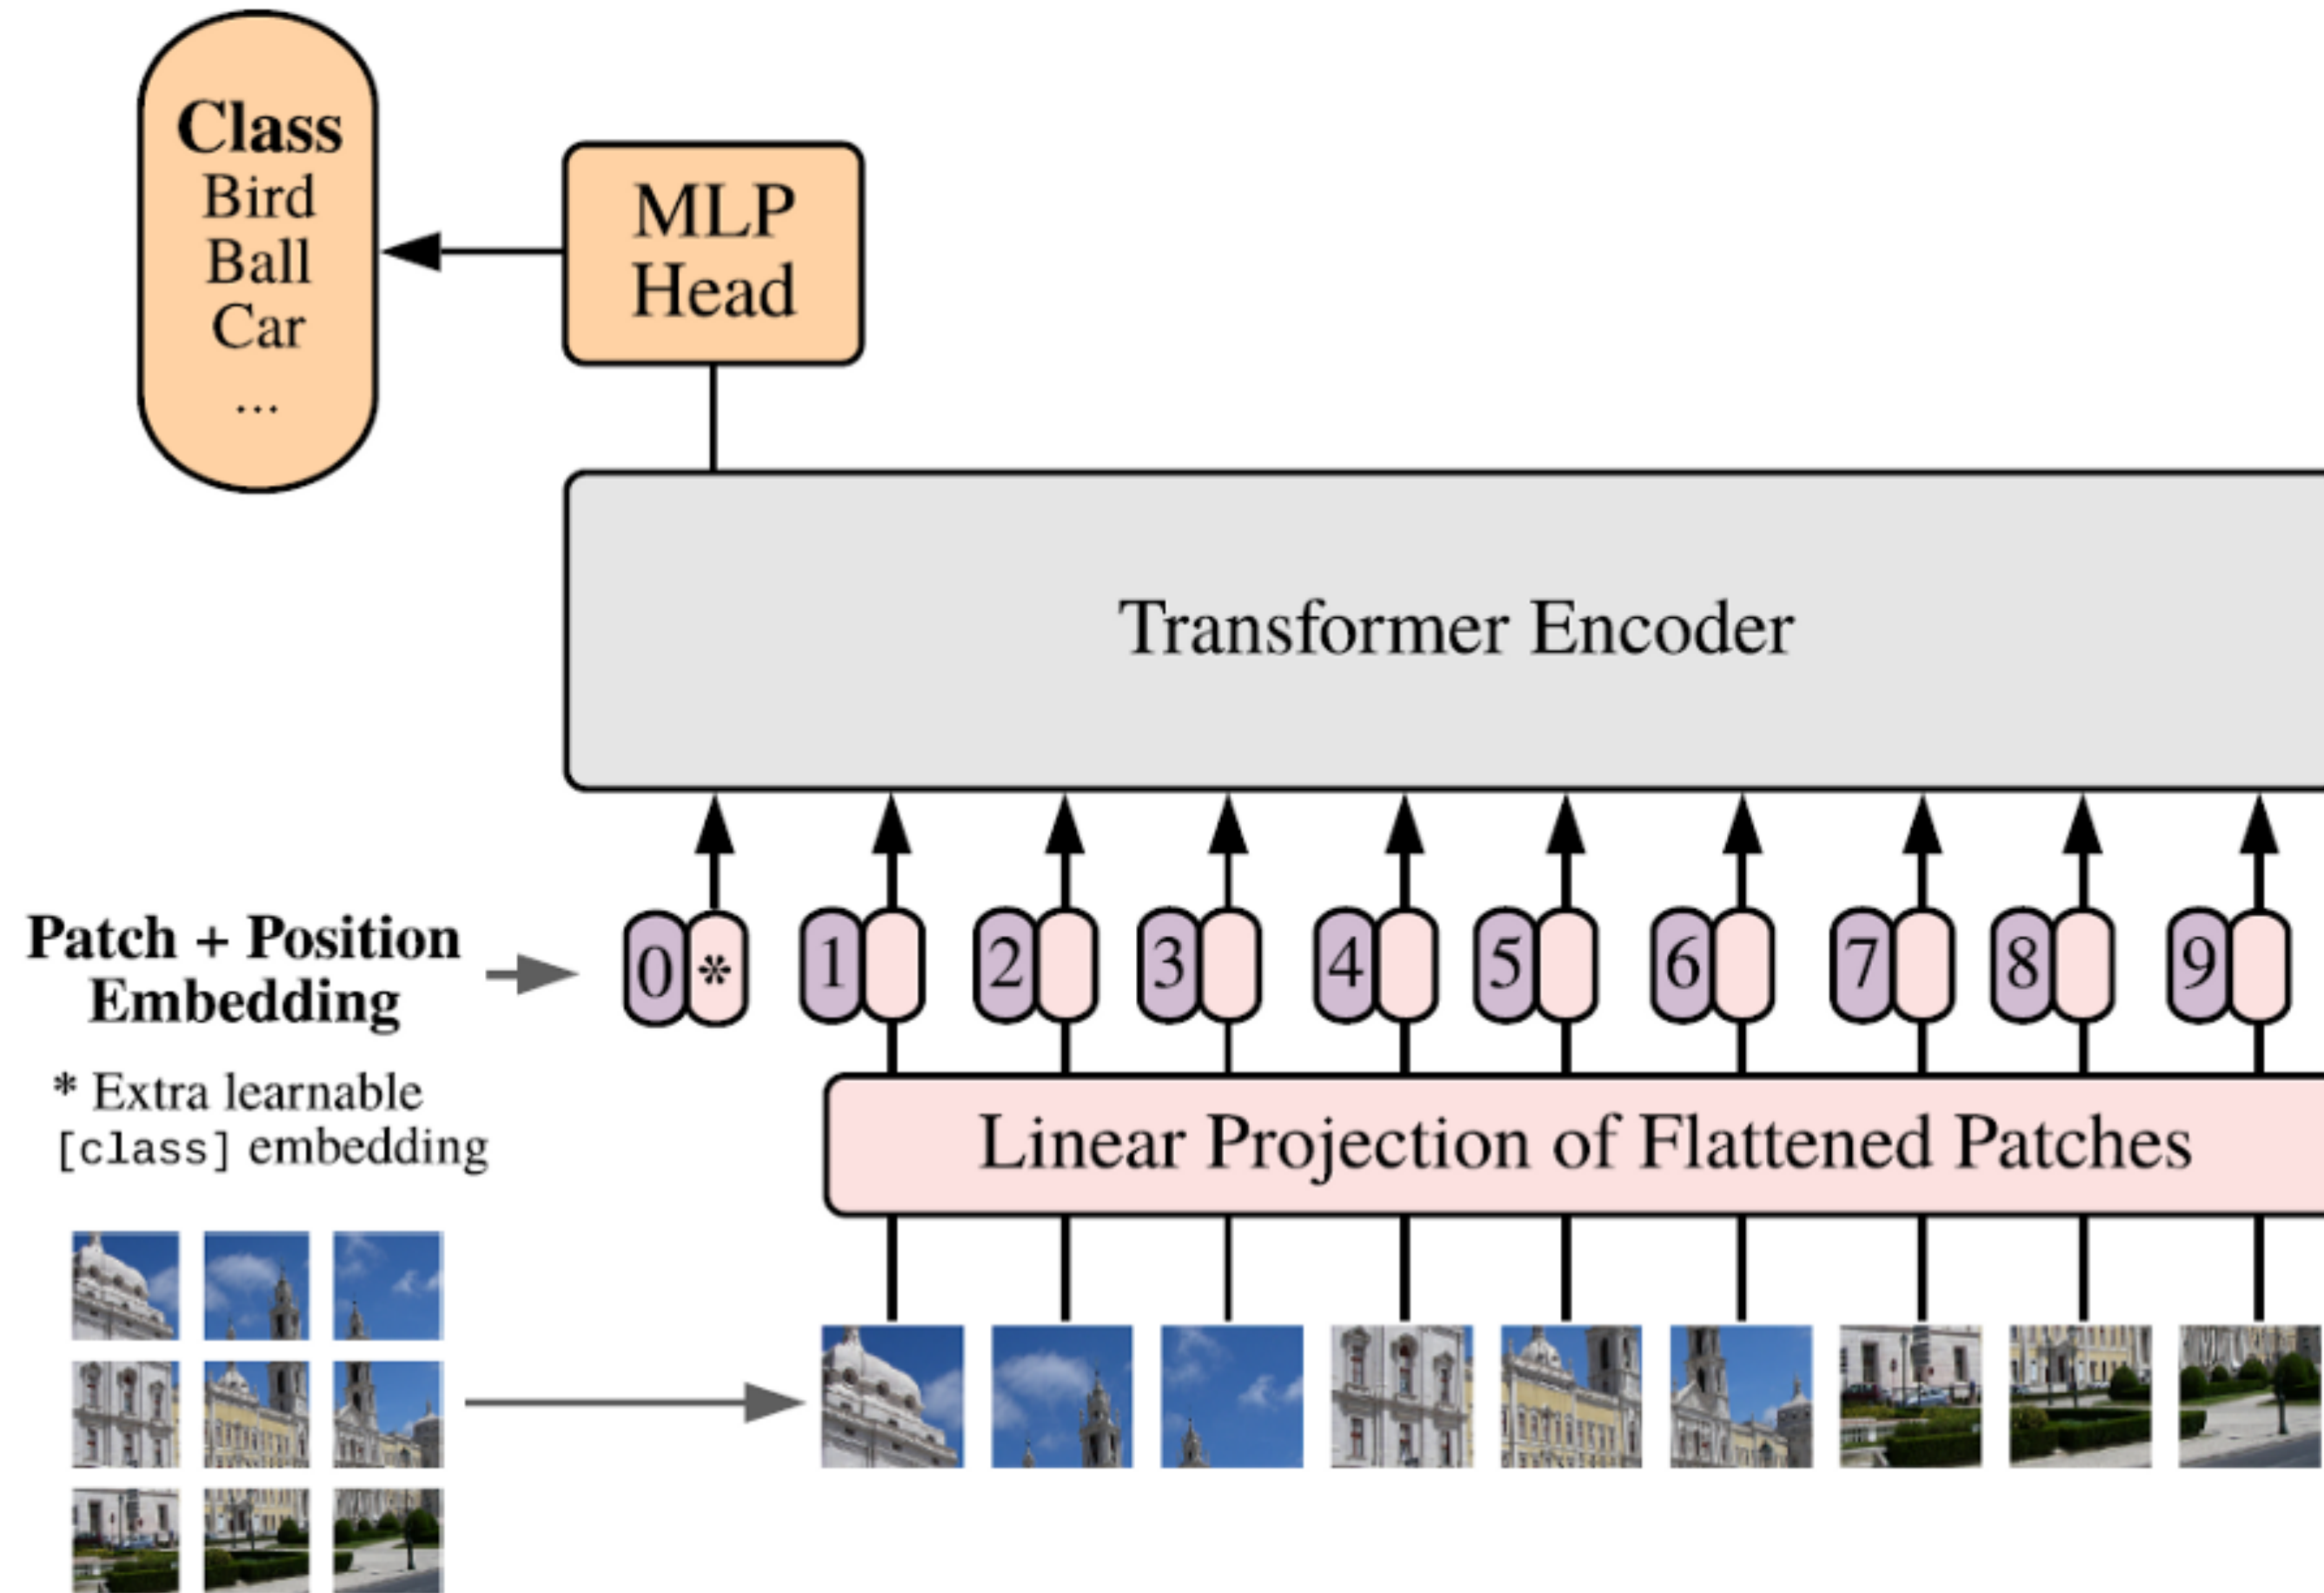 Class
Bird
Ball
Car
...
MLP
Head
Transformer Encoder
Patch + Position
Embedding
0 * 1 2 3 4 5 6 7 8 9
* Extra learnable
[class] embedding
Linear Projection of Flattened Patches